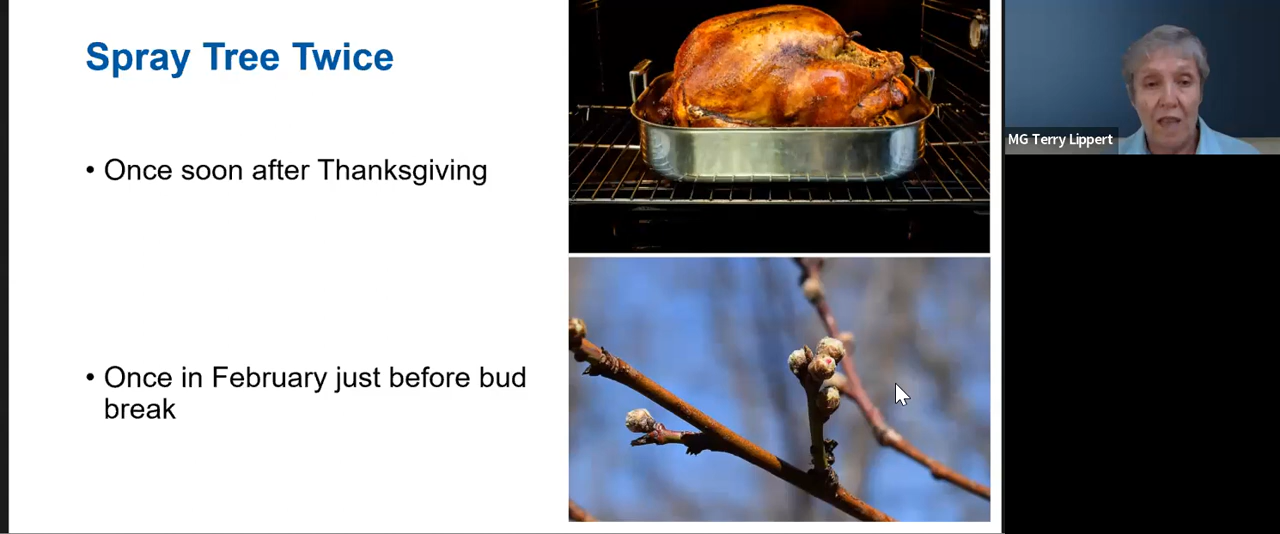 Spray Tree Twice
• Once soon after Thanksgiving
• Once in February just before bud
break
MG Terry Lippert